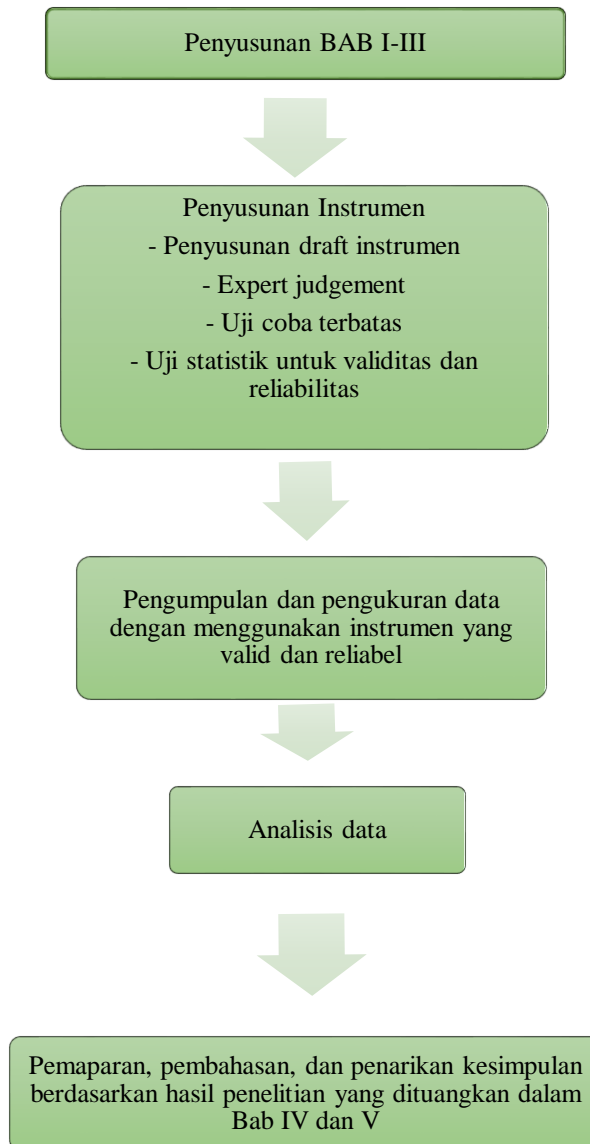 Penyusunan BAB I-III
Penyusunan Instrumen
- Penyusunan draft instrumen
- Expert judgement
- Uji coba terbatas
- Uji statistik untuk validitas dan
reliabilitas
Pengumpulan dan pengukuran data
dengan menggunakan instrumen yang
valid dan reliabel
Analisis data
Pemaparan, pembahasan, dan penarikan kesimpulan
berdasarkan hasil penelitian yang dituangkan dalam
Bab IV dan V